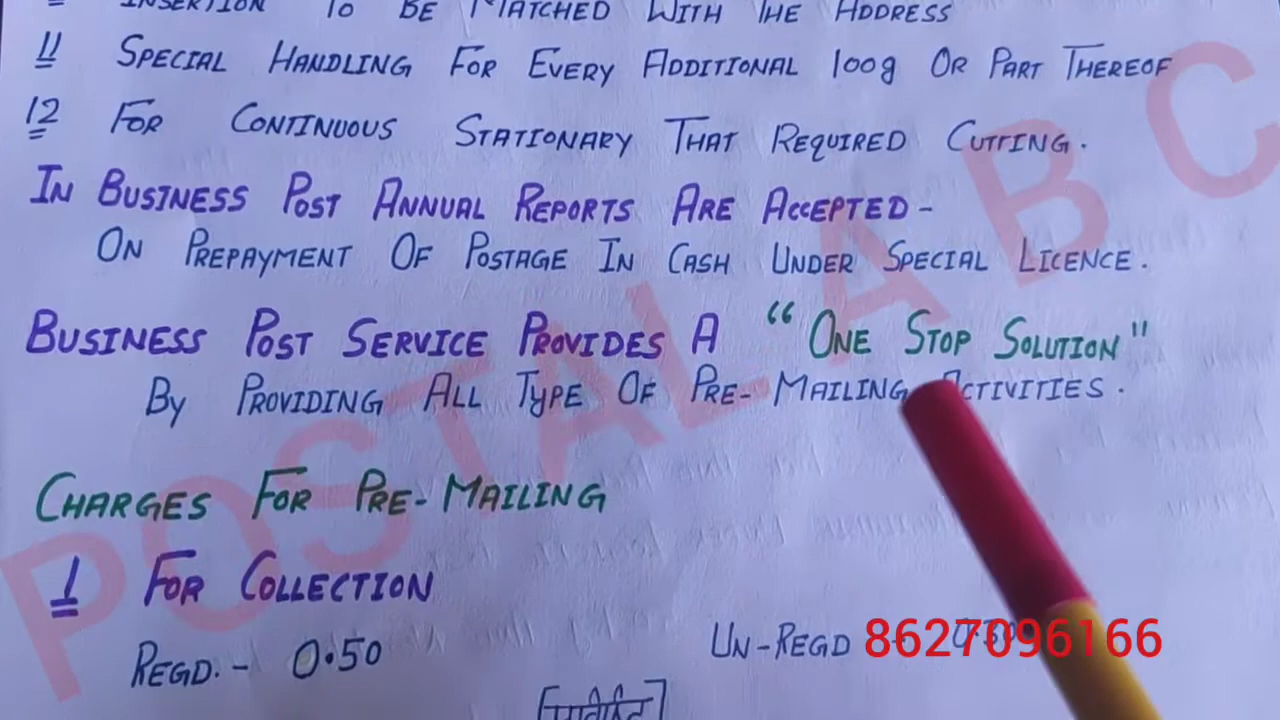 INSERTION TO BE MATCHED WITH THE ADDRESS
11 SPECIAL HANDLING FOR EVERY ADDITIONAL 100g OR PART THEREOF
12 FOR CONTINUOUS STATIONARY THAT REQUIRED CUTTING.
IN BUSINESS POST ANNUAL REPORTS ARE ACCEPTED -
ON PREPAYMENT OF POSTAGE IN CASH UNDER SPECIAL LICENCE.
BUSINESS POST SERVICE PROVIDES A "ONE STOP SOLUTION"
BY PROVIDING ALL TYPE OF PRE-MAILING ACTIVITIES.
CHARGES FOR PRE-MAILING
1 FOR COLLECTION
REGD. - 0.50 UN-REGD
8627096166
POSTAL ABC